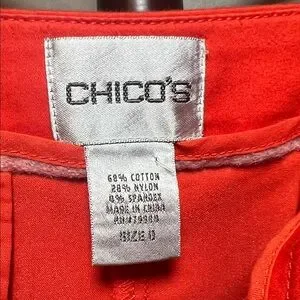 CHICO'S
68% COTTON
28% NYLON
4% SPANDEX
MADE IN CHINA
SIZE 0